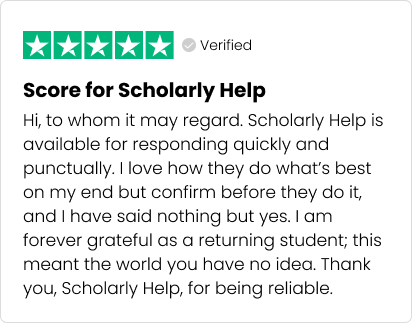 Verified
Score for Scholarly Help
Hi, to whom it may regard. Scholarly Help is
available for responding quickly and
punctually. I love how they do what’s best
on my end but confirm before they do it,
and I have said nothing but yes. I am
forever grateful as a returning student; this
meant the world you have no idea. Thank
you, Scholarly Help, for being reliable.